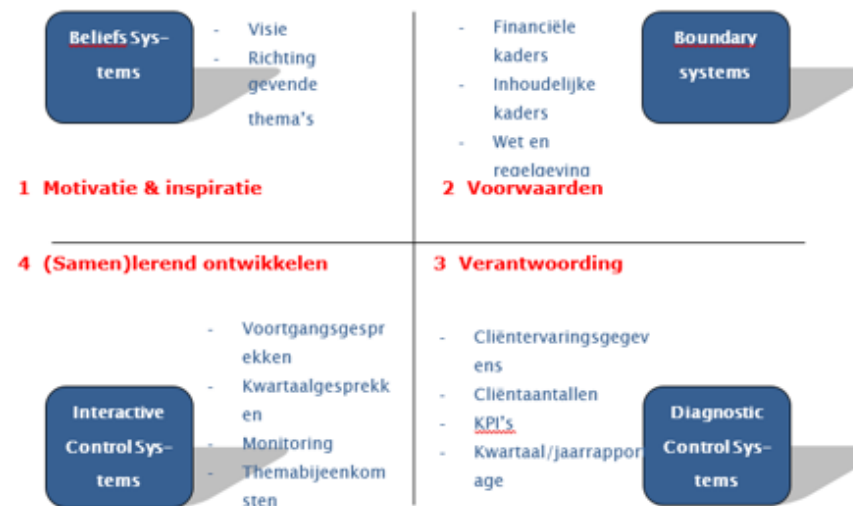 Beliefs Sys-
tems
- Visie
- Richting
gevende
thema's
- Financiële
kaders
- Inhoudelijke
kaders
- Wet en
regelgeving
Boundary
systems
1 Motivatie & inspiratie
2 Voorwaarden
4 (Samen)lerend ontwikkelen
3 Verantwoording
- Voortgangsgespr
ekken
- Kwartaalgesprekk
en
- Monitoring
- Themabijeenkom
sten
Interactive
Control Sys-
tems
- Cliëntervaringsgegev
ens
- Cliëntaantallen
- KPI's
- Kwartaal/jaarrappor
age
Diagnostic
Control Sys-
tems